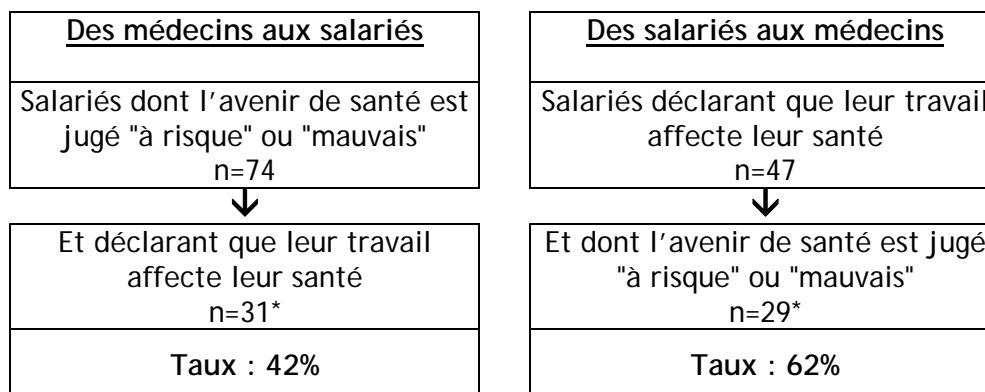 Des médecins aux salariés
Salariés dont l'avenir de santé est
jugé "à risque" ou "mauvais"
n=74
Et déclarant que leur travail
affecte leur santé
n=31*
Taux : 42%
Des salariés aux médecins
Salariés déclarant que leur travail
affecte leur santé
n=47
Et dont l'avenir de santé est jugé
"à risque" ou "mauvais"
n=29*
Taux : 62%